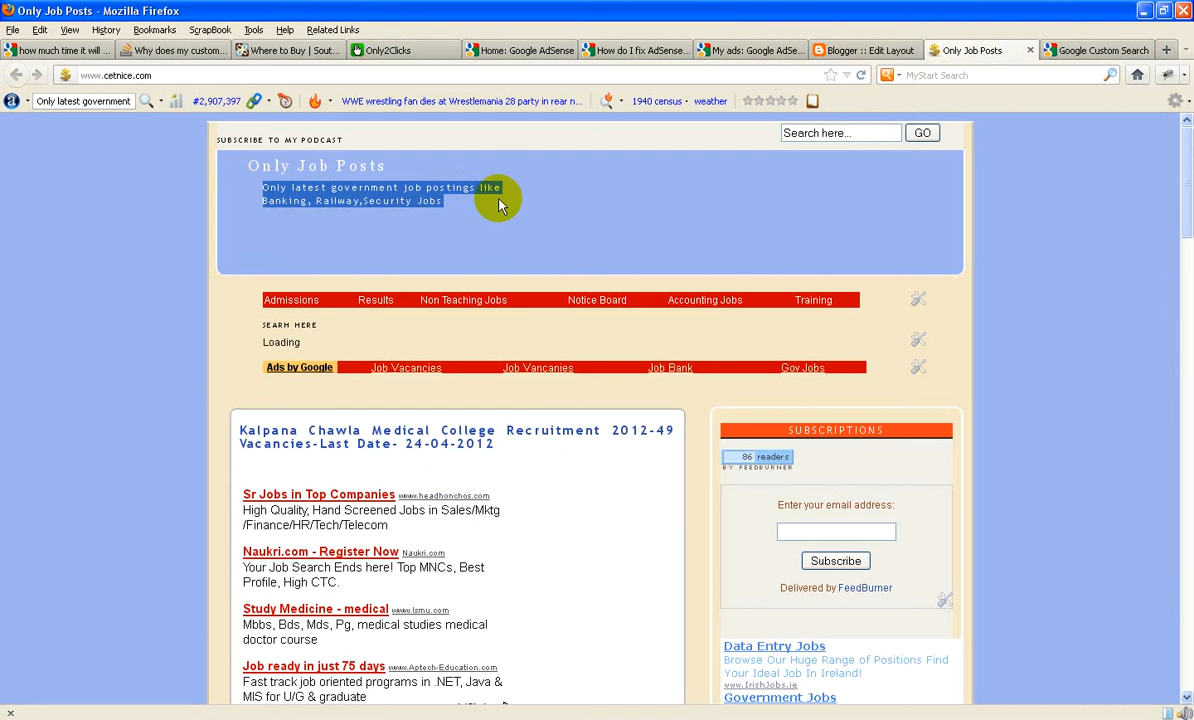 Only Job Posts - Mozilla Firefox
File Edit View History Bookmarks ScrapBook Tools Help Related Links
how much time it will ... Why does my custom... Where to Buy | Sout... Only2Clicks Home: Google AdSense How do I fix AdSense... My ads: Google AdSe... Blogger :: Edit Layout Only Job Posts Google Custom Search
www.cetnice.com MyStart Search
Only latest government #2,907,397 WWE wrestling fan dies at Wrestlemania 28 party in rear n... 1940 census · weather
SUBSCRIBE TO MY PODCAST
Search here... GO
Only Job Posts
Only latest government job postings like
Banking, Railway,Security Jobs
Admissions Results Non Teaching Jobs Notice Board Accounting Jobs Training
SEARH HERE
Loading
Ads by Google Job Vacancies Job Vancanies Job Bank Gov Jobs
Kalpana Chawla Medical College Recruitment 2012-49
Vacancies-Last Date- 24-04-2012
Sr Jobs in Top Companies www.headhonchos.com
High Quality, Hand Screened Jobs in Sales/Mktg
/Finance/HR/Tech/Telecom
Naukri.com - Register Now Naukri.com
Your Job Search Ends here! Top MNCs, Best
Profile, High CTC.
Study Medicine - medical www.lsmu.com
Mbbs, Bds, Mds, Pg, medical studies medical
doctor course
Job ready in just 75 days www.Aptech-Education.com
Fast track job oriented programs in .NET, Java &
MIS for U/G & graduate
SUBSCRIPTIONS
86 readers
BY FEEDBURNER
Enter your email address:
Subscribe
Delivered by FeedBurner
Data Entry Jobs
Browse Our Huge Range of Positions Find
Your Ideal Job In Ireland!
www.IrishJobs.ie
Government Jobs